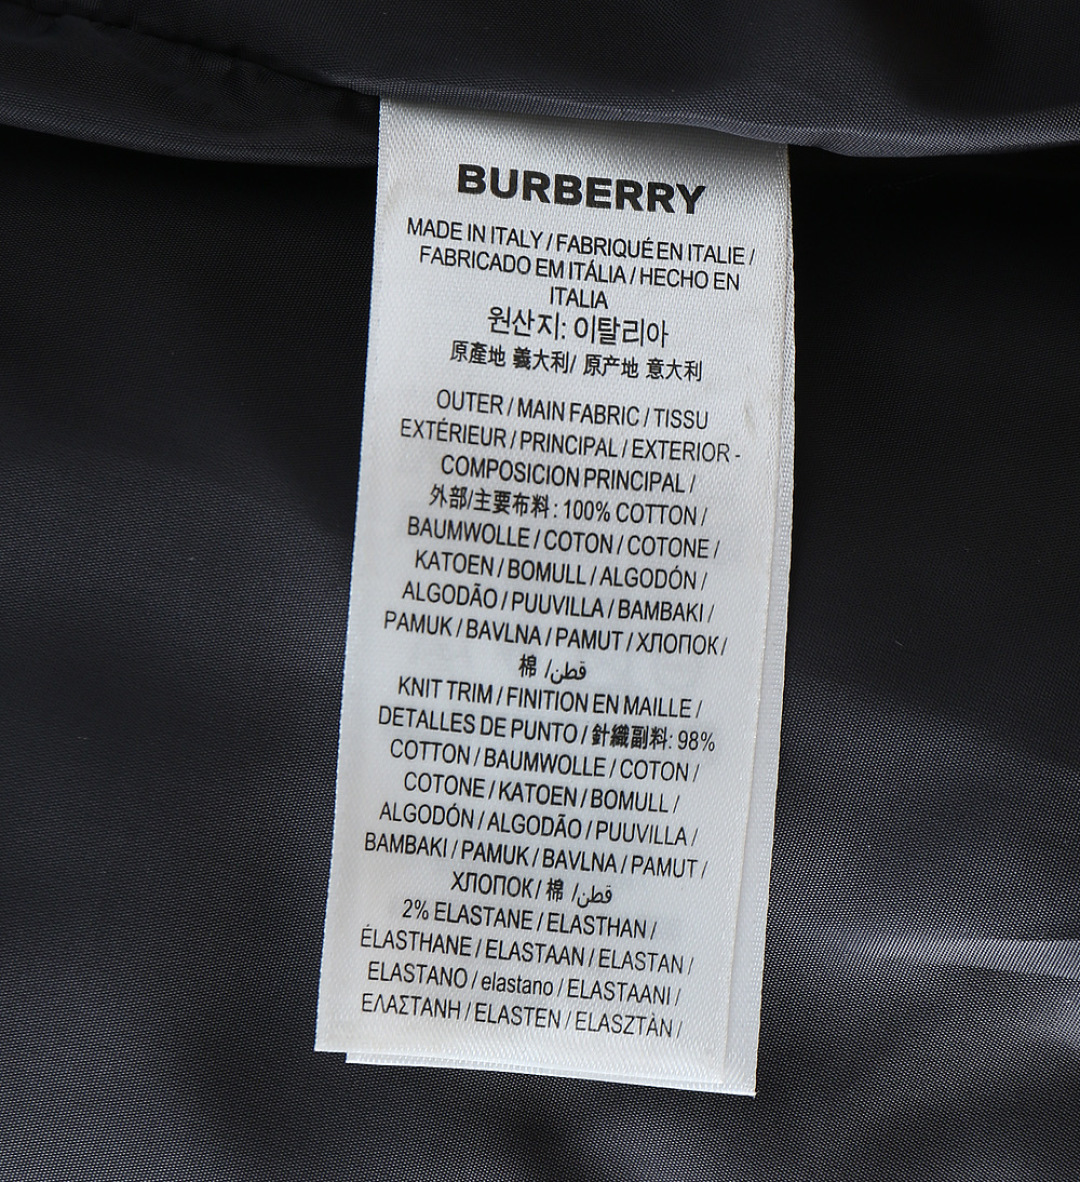 BURBERRY
MADE IN ITALY / FABRIQUÉ EN ITALIE /
FABRICADO EM ITÁLIA / HECHO EN
ITALIA
원산지: 이탈리아
原產地 義大利/ 原产地 意大利
OUTER / MAIN FABRIC / TISSU
EXTÉRIEUR / PRINCIPAL / EXTERIOR -
COMPOSICION PRINCIPAL /
外部/主要布料: 100% COTTON /
BAUMWOLLE / COTON / COTONE /
KATOEN / BOMULL / ALGODÓN /
ALGODÃO / PUUVILLA / BAMBAKI /
PAMUK / BAVLNA / PAMUT / ХЛОПОК /
棉 /قطن
KNIT TRIM / FINITION EN MAILLE /
DETALLES DE PUNTO / 針織副料: 98%
COTTON / BAUMWOLLE / COTON /
COTONE / KATOEN / BOMULL /
ALGODÓN / ALGODÃO / PUUVILLA /
BAMBAKI / PAMUK / BAVLNA / PAMUT /
ХЛОПОК / 棉 /قطن
2% ELASTANE / ELASTHAN /
ÉLASTHANE / ELASTAAN / ELASTAN /
ELASTANO / elastano / ELASTAANI /
ΕΛΑΣΤΑΝΗ / ELASTEN / ELASZTÀN /